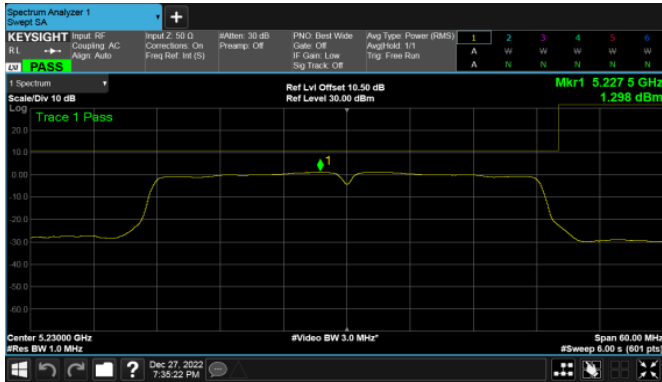 Spectrum Analyzer 1
Swept SA
+
KEYSIGHT
RL
LXI PASS
Input: RF
Coupling: AC
Align: Auto
Input Z: 50 Ω
Corrections: On
Freq Ref: Int (S)
#Atten: 30 dB
Preamp: Off
PNO: Best Wide
Gate: Off
IF Gain: Low
Sig Track: Off
Avg Type: Power (RMS)
Avg|Hold: 1/1
Trig: Free Run
1 2 3 4 5 6
A W W W W W
A N N N N N
1 Spectrum
Scale/Div 10 dB
Ref Lvl Offset 10.50 dB
Ref Level 30.00 dBm
Mkr1 5.227 5 GHz
1.298 dBm
Log
Trace 1 Pass
20.0
10.0
0.00
-10.0
-20.0
-30.0
-40.0
-50.0
-60.0
1
Center 5.23000 GHz
#Res BW 1.0 MHz
#Video BW 3.0 MHz*
Span 60.00 MHz
#Sweep 6.00 s (601 pts)
?
Dec 27, 2022
7:35:22 PM